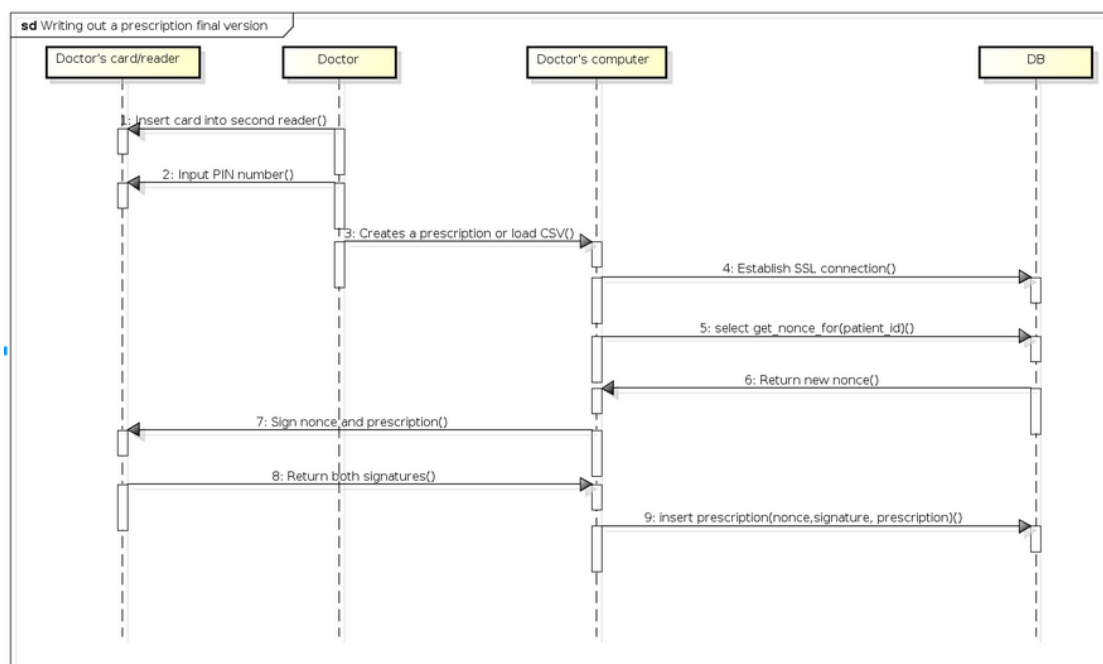 sd Writing out a prescription final version
Doctor's card/reader
Doctor
Doctor's computer
DB
1: Insert card into second reader()
2: Input PIN number()
3: Creates a prescription or load CSV()
4: Establish SSL connection()
5: select get_nonce_for(patient_id)()
6: Return new nonce()
7: Sign nonce and prescription()
8: Return both signatures()
9: insert prescription(nonce,signature, prescription)()